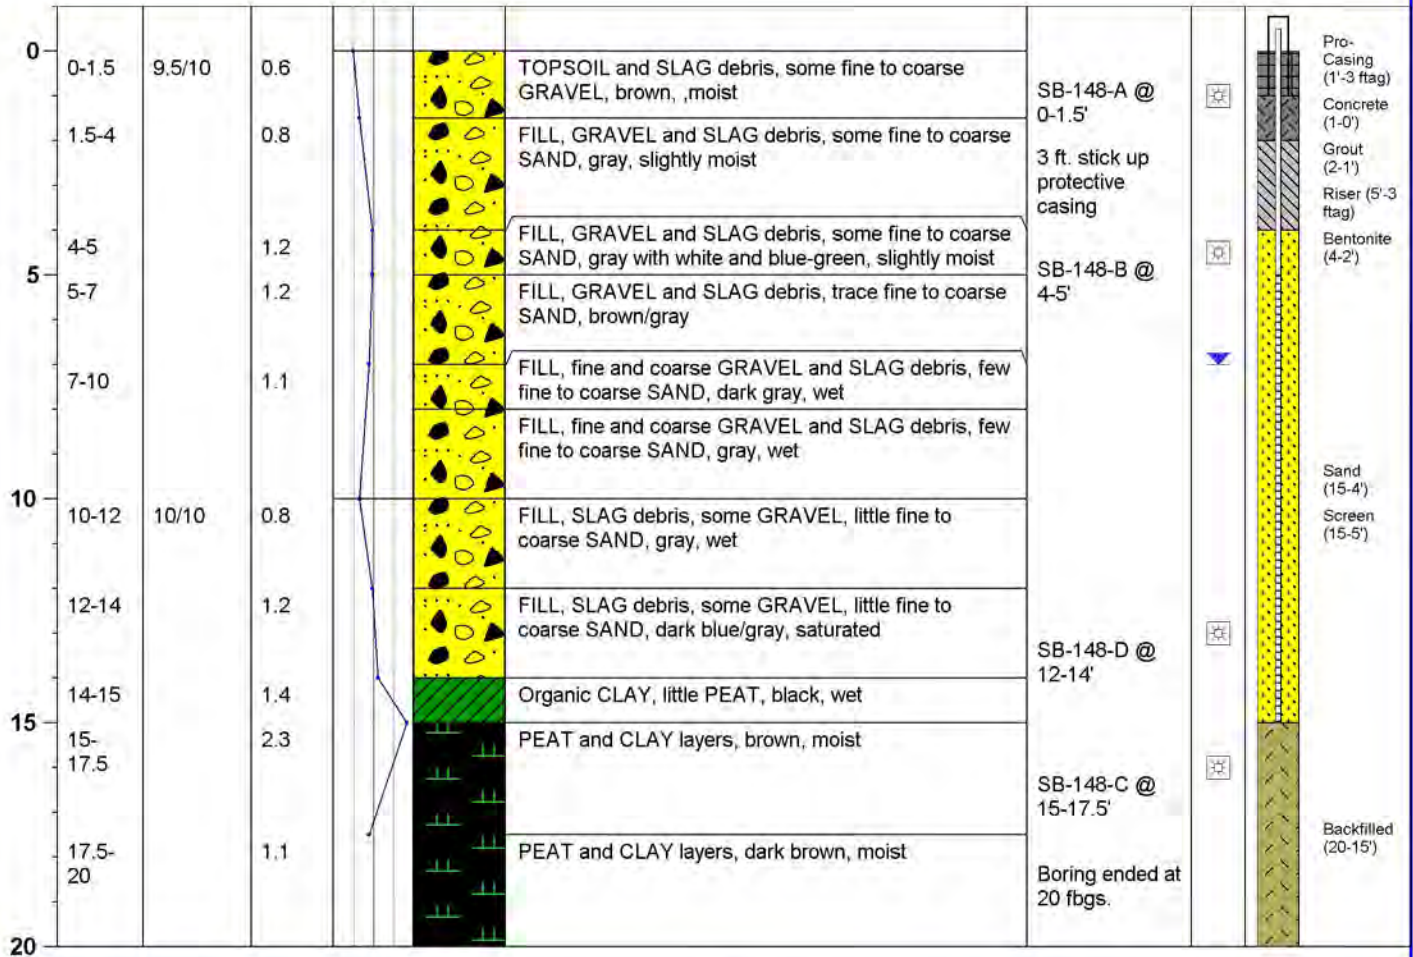 0
0-1.5
9.5/10
0.6
TOPSOIL and SLAG debris, some fine to coarse
GRAVEL, brown, ,moist
SB-148-A @
0-1.5'
Pro-
Casing
(1'-3 ftag)
Concrete
(1-0')
1.5-4
0.8
FILL, GRAVEL and SLAG debris, some fine to coarse
SAND, gray, slightly moist
3 ft. stick up
protective
casing
Grout
(2-1')
Riser (5'-3
ftag)
4-5
1.2
FILL, GRAVEL and SLAG debris, some fine to coarse
SAND, gray with white and blue-green, slightly moist
SB-148-B @
4-5'
Bentonite
(4-2')
5
5-7
1.2
FILL, GRAVEL and SLAG debris, trace fine to coarse
SAND, brown/gray
7-10
1.1
FILL, fine and coarse GRAVEL and SLAG debris, few
fine to coarse SAND, dark gray, wet
FILL, fine and coarse GRAVEL and SLAG debris, few
fine to coarse SAND, gray, wet
Sand
(15-4')
Screen
(15-5')
10
10-12
10/10
0.8
FILL, SLAG debris, some GRAVEL, little fine to
coarse SAND, gray, wet
12-14
1.2
FILL, SLAG debris, some GRAVEL, little fine to
coarse SAND, dark blue/gray, saturated
SB-148-D @
12-14'
14-15
1.4
Organic CLAY, little PEAT, black, wet
15
15-
17.5
2.3
PEAT and CLAY layers, brown, moist
SB-148-C @
15-17.5'
17.5-
20
1.1
PEAT and CLAY layers, dark brown, moist
Boring ended at
20 fbgs.
Backfilled
(20-15')
20